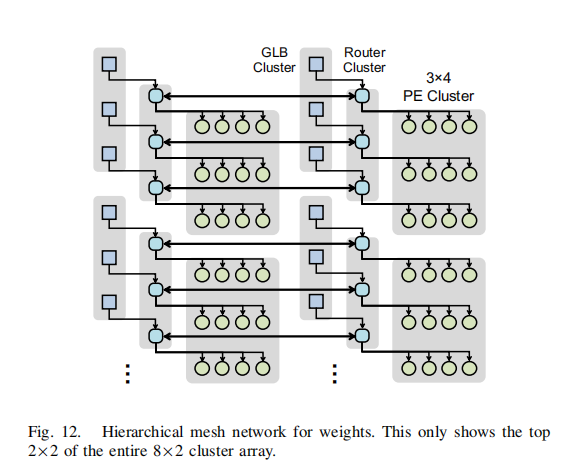 GLB
Cluster
Router
Cluster
3×4
PE Cluster
Fig. 12. Hierarchical mesh network for weights. This only shows the top
2×2 of the entire 8×2 cluster array.